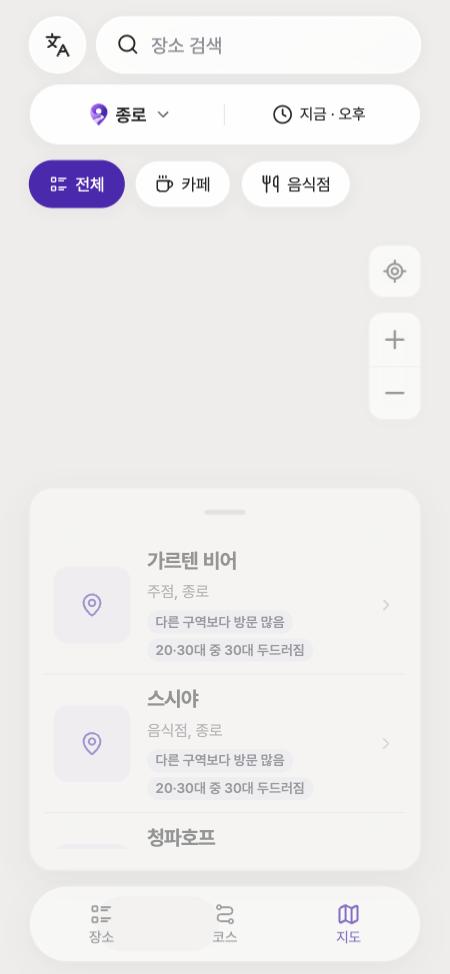 장소 검색
종로
지금 · 오후
전체
카페
음식점
가르텐 비어
주점, 종로
다른 구역보다 방문 많음
20·30대 중 30대 두드러짐
스시야
음식점, 종로
다른 구역보다 방문 많음
20·30대 중 30대 두드러짐
청파호프
장소
코스
지도